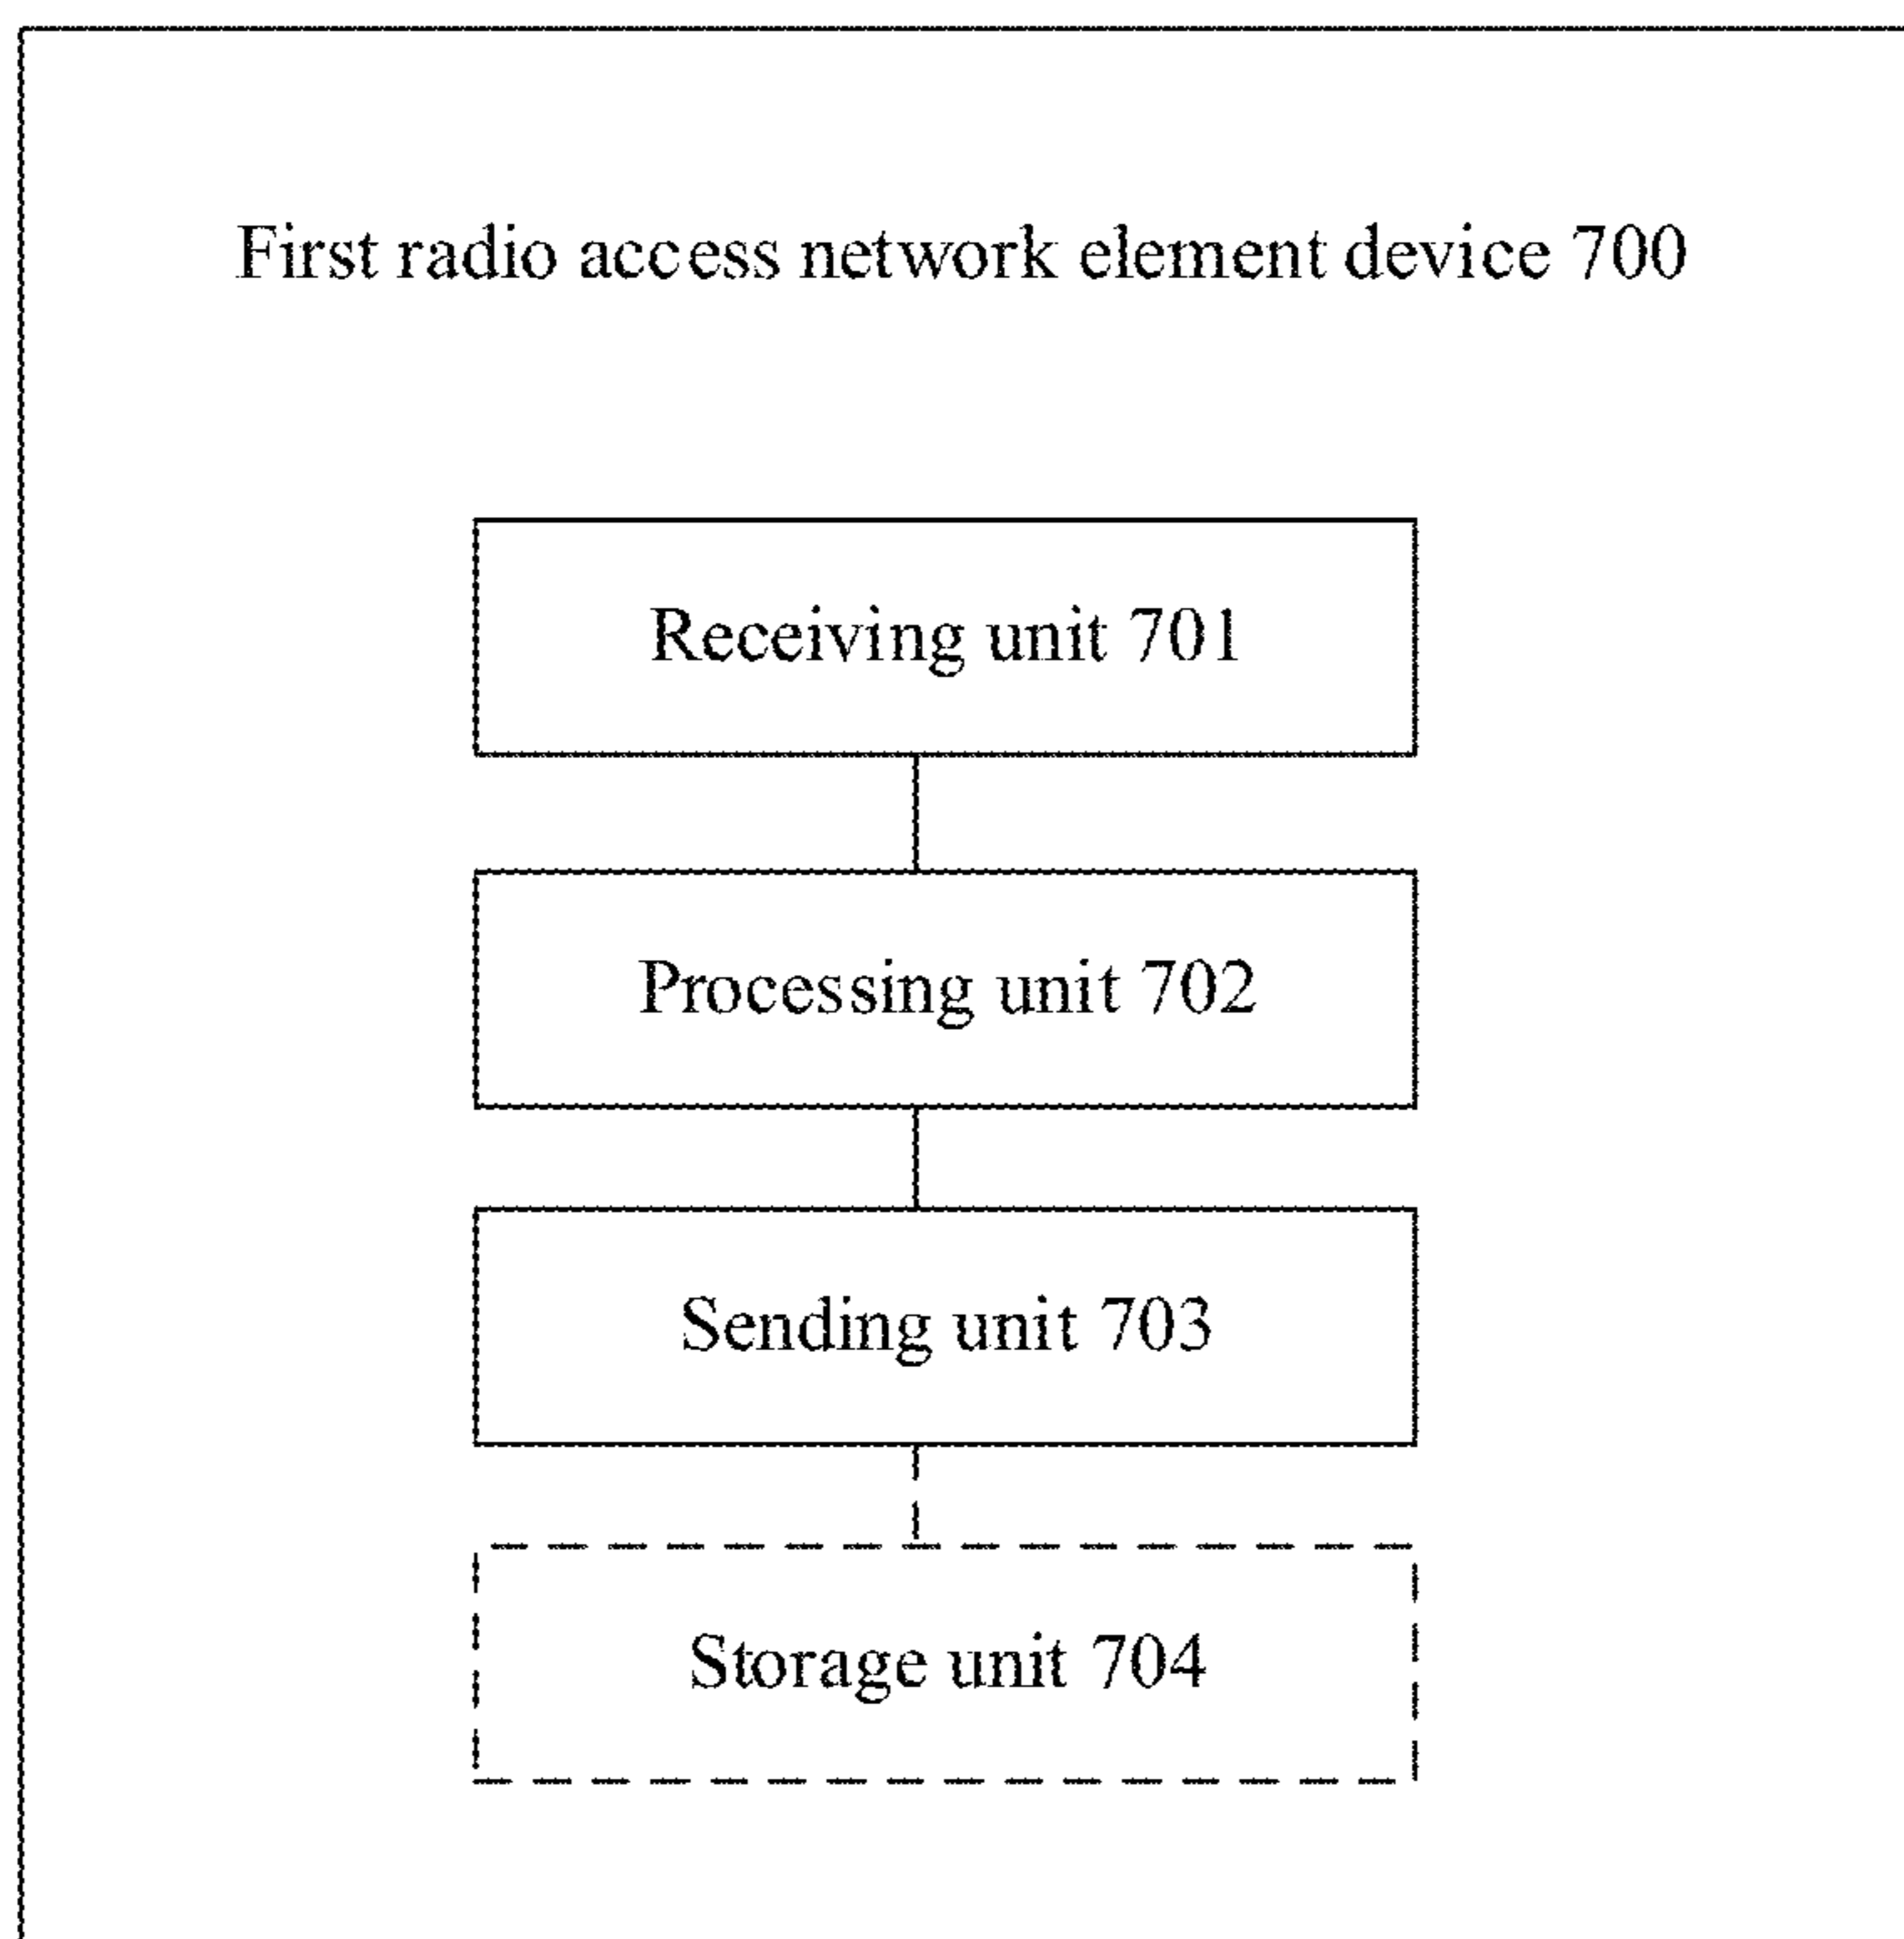 First radio access network element device 700
Receiving unit 701
Processing unit 702
Sending unit 703
Storage unit 704